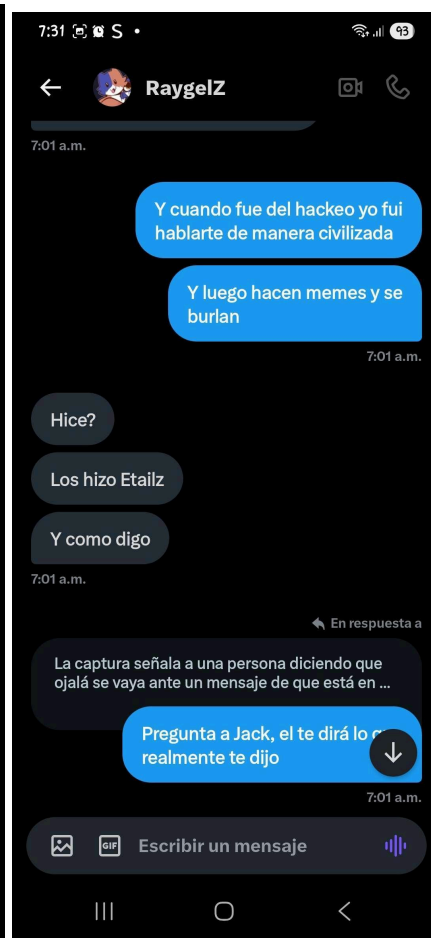 7:31 S •
93
RaygelZ
7:01 a.m.
Y cuando fue del hackeo yo fui
hablarte de manera civilizada
Y luego hacen memes y se
burlan
7:01 a.m.
Hice?
Los hizo Etailz
Y como digo
7:01 a.m.
En respuesta a
La captura señala a una persona diciendo que
ojalá se vaya ante un mensaje de que está en ...
Pregunta a Jack, el te dirá lo
realmente te dijo
7:01 a.m.
GIF
Escribir un mensaje